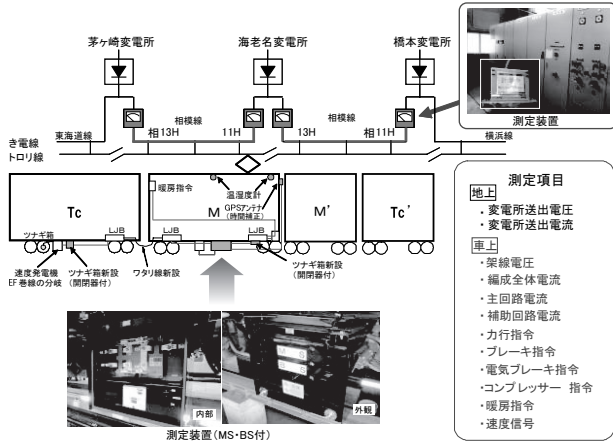 茅ヶ崎変電所
海老名変電所
橋本変電所
測定装置
相模線
相模線
き電線
東海道線
相13H
11H
13H
相11H
横浜線
トロリ線
暖房指令
温湿度計
GPSアンテナ
(時間補正)
Tc
M
M'
Tc'
ツナギ箱
LJB
LJB
LJB
速度発電機
EF巻線の分岐
ツナギ箱新設
(開閉器付)
ワタリ線新設
ツナギ箱新設
(開閉器付)
内部
外観
測定装置(MS・BS付)
測定項目
地上
・変電所送出電圧
・変電所送出電流
車上
・架線電圧
・編成全体電流
・主回路電流
・補助回路電流
・力行指令
・ブレーキ指令
・電気ブレーキ指令
・コンプレッサー 指令
・暖房指令
・速度信号